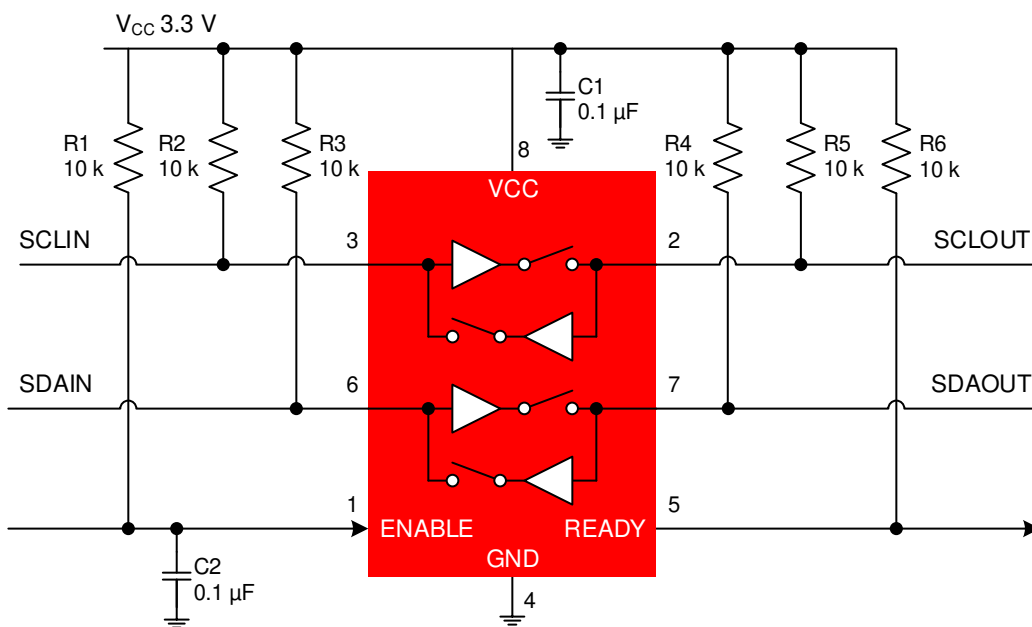 VCC 3.3 V
C1
0.1 µF
R1
10 k
R2
10 k
R3
10 k
8
R4
10 k
R5
10 k
R6
10 k
VCC
SCLIN
3
2
SCLOUT
SDAIN
6
7
SDAOUT
1
ENABLE
READY
5
GND
C2
0.1 µF
4